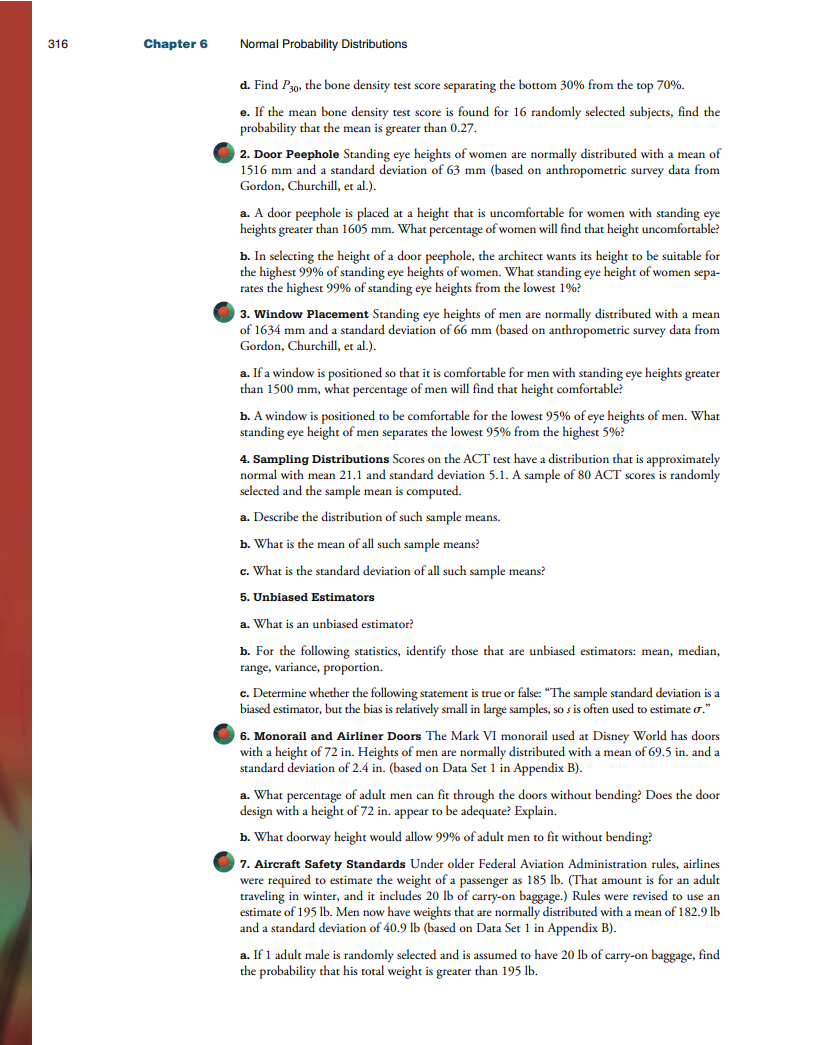 316 Chapter 6 Normal Probability Distributions
d. Find P30, the bone density test score separating the bottom 30% from the top 70%.
e. If the mean bone density test score is found for 16 randomly selected subjects, find the
probability that the mean is greater than 0.27.
2. Door Peephole Standing eye heights of women are normally distributed with a mean of
1516 mm and a standard deviation of 63 mm (based on anthropometric survey data from
Gordon, Churchill, et al.).
a. A door peephole is placed at a height that is uncomfortable for women with standing eye
heights greater than 1605 mm. What percentage of women will find that height uncomfortable?
b. In selecting the height of a door peephole, the architect wants its height to be suitable for
the highest 99% of standing eye heights of women. What standing eye height of women sepa-
rates the highest 99% of standing eye heights from the lowest 1%?
3. Window Placement Standing eye heights of men are normally distributed with a mean
of 1634 mm and a standard deviation of 66 mm (based on anthropometric survey data from
Gordon, Churchill, et al.).
a. If a window is positioned so that it is comfortable for men with standing eye heights greater
than 1500 mm, what percentage of men will find that height comfortable?
b. A window is positioned to be comfortable for the lowest 95% of eye heights of men. What
standing eye height of men separates the lowest 95% from the highest 5%?
4. Sampling Distributions Scores on the ACT test have a distribution that is approximately
normal with mean 21.1 and standard deviation 5.1. A sample of 80 ACT scores is randomly
selected and the sample mean is computed.
a. Describe the distribution of such sample means.
b. What is the mean of all such sample means?
c. What is the standard deviation of all such sample means?
5. Unbiased Estimators
a. What is an unbiased estimator?
b. For the following statistics, identify those that are unbiased estimators: mean, median,
range, variance, proportion.
c. Determine whether the following statement is true or false: “The sample standard deviation is a
biased estimator, but the bias is relatively small in large samples, so s is often used to estimate σ.”
6. Monorail and Airliner Doors The Mark VI monorail used at Disney World has doors
with a height of 72 in. Heights of men are normally distributed with a mean of 69.5 in. and a
standard deviation of 2.4 in. (based on Data Set 1 in Appendix B).
a. What percentage of adult men can fit through the doors without bending? Does the door
design with a height of 72 in. appear to be adequate? Explain.
b. What doorway height would allow 99% of adult men to fit without bending?
7. Aircraft Safety Standards Under older Federal Aviation Administration rules, airlines
were required to estimate the weight of a passenger as 185 lb. (That amount is for an adult
traveling in winter, and it includes 20 lb of carry-on baggage.) Rules were revised to use an
estimate of 195 lb. Men now have weights that are normally distributed with a mean of 182.9 lb
and a standard deviation of 40.9 lb (based on Data Set 1 in Appendix B).
a. If 1 adult male is randomly selected and is assumed to have 20 lb of carry-on baggage, find
the probability that his total weight is greater than 195 lb.